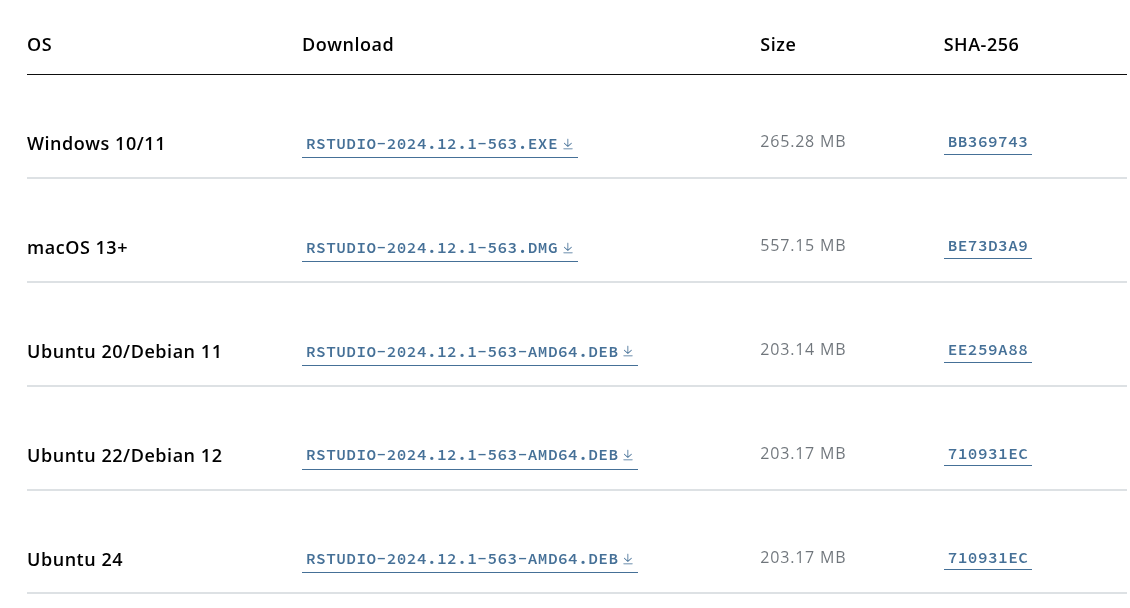 OS Download Size SHA-256
Windows 10/11 RSTUDIO-2024.12.1-563.EXE 265.28 MB BB369743
macOS 13+ RSTUDIO-2024.12.1-563.DMG 557.15 MB BE73D3A9
Ubuntu 20/Debian 11 RSTUDIO-2024.12.1-563-AMD64.DEB 203.14 MB EE259A88
Ubuntu 22/Debian 12 RSTUDIO-2024.12.1-563-AMD64.DEB 203.17 MB 710931EC
Ubuntu 24 RSTUDIO-2024.12.1-563-AMD64.DEB 203.17 MB 710931EC